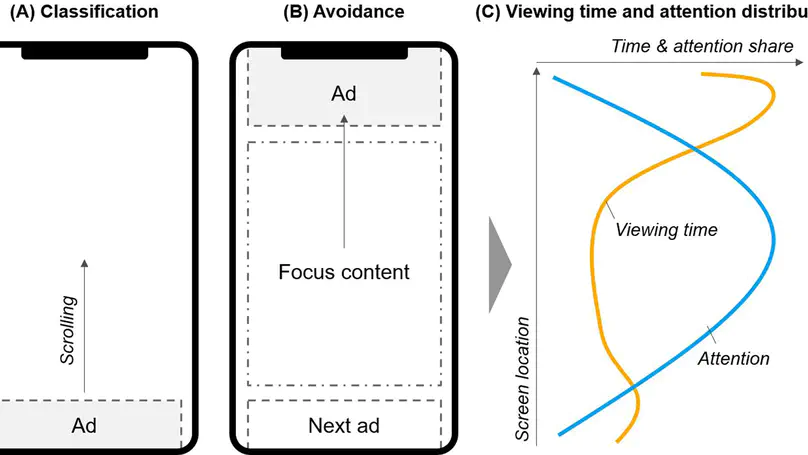 (A) Classification
Scrolling
Ad
(B) Avoidance
Ad
Focus content
Next ad
(C) Viewing time and attention distribu
Time & attention share
Viewing time
Attention
Screen location